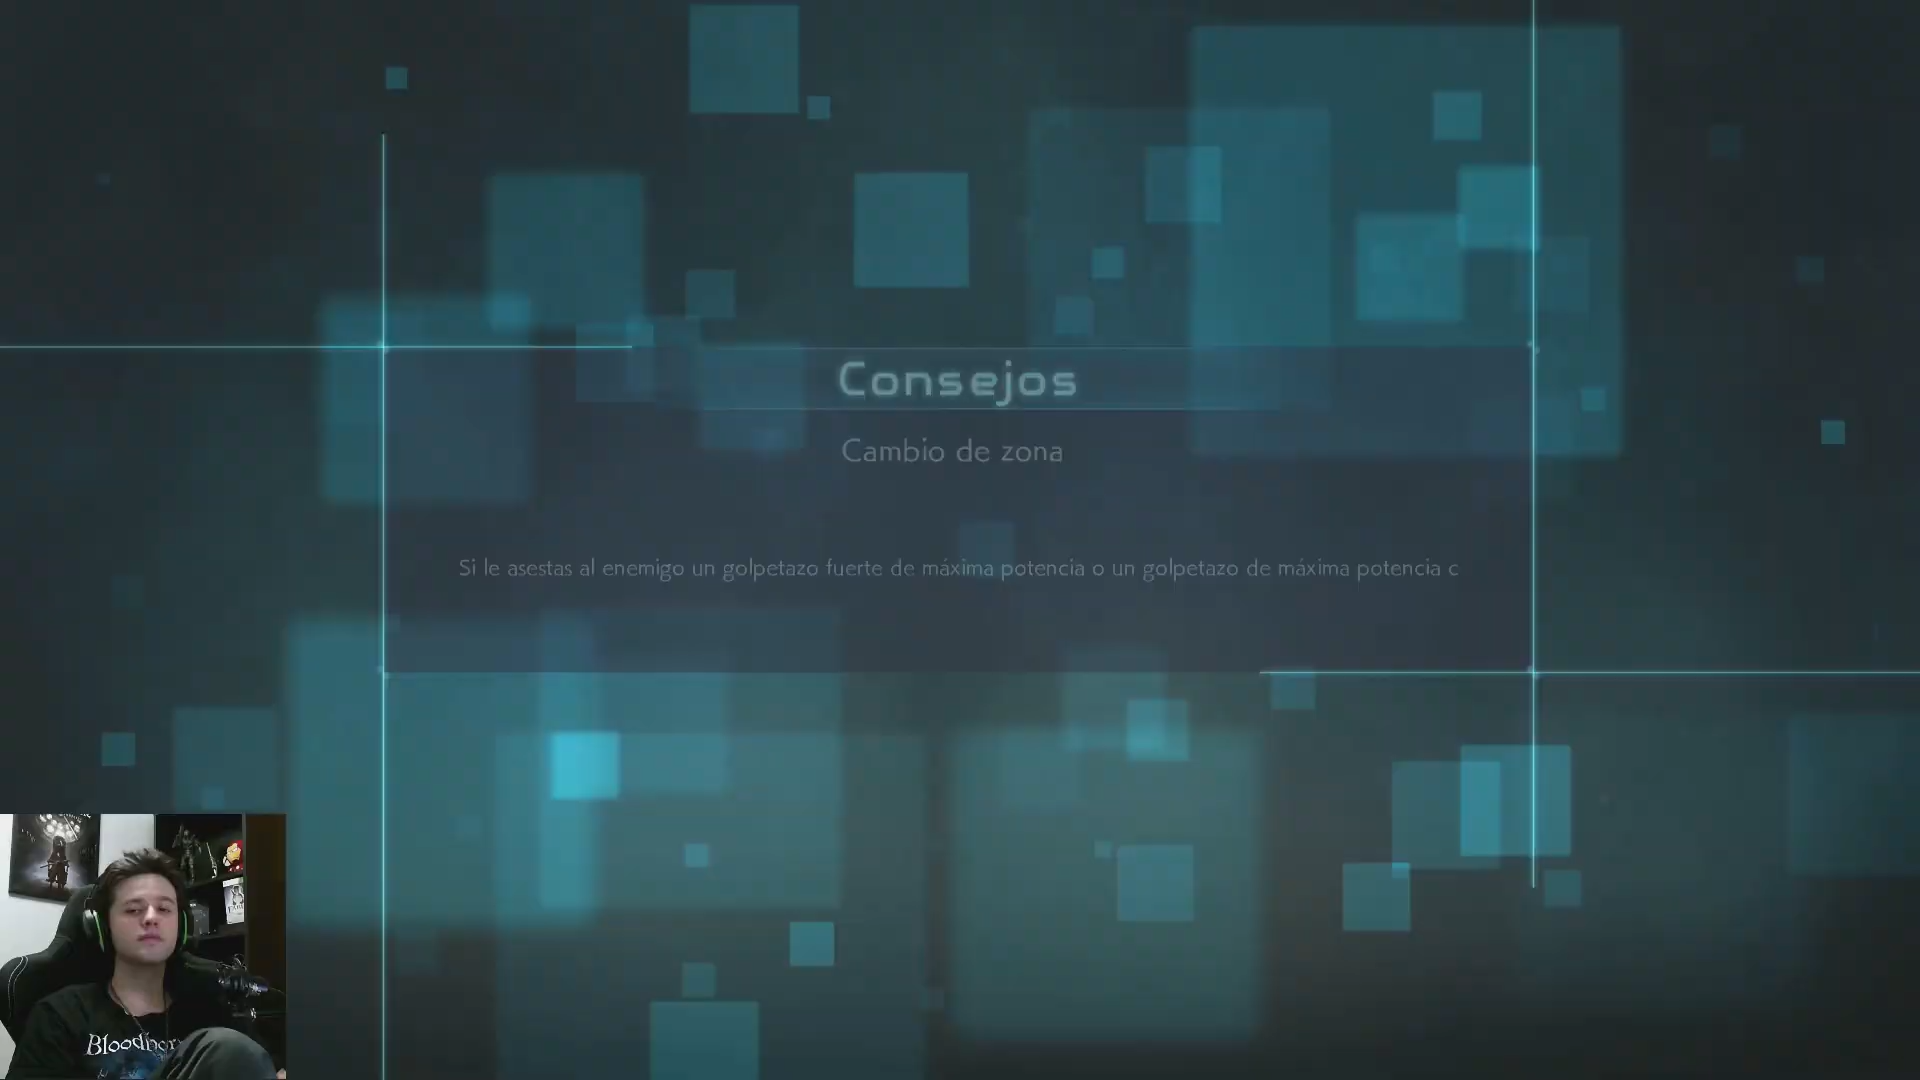 Consejos
Cambio de zona
Si le asestas al enemigo un golpetazo fuerte de máxima potencia o un golpetazo de máxima potencia c